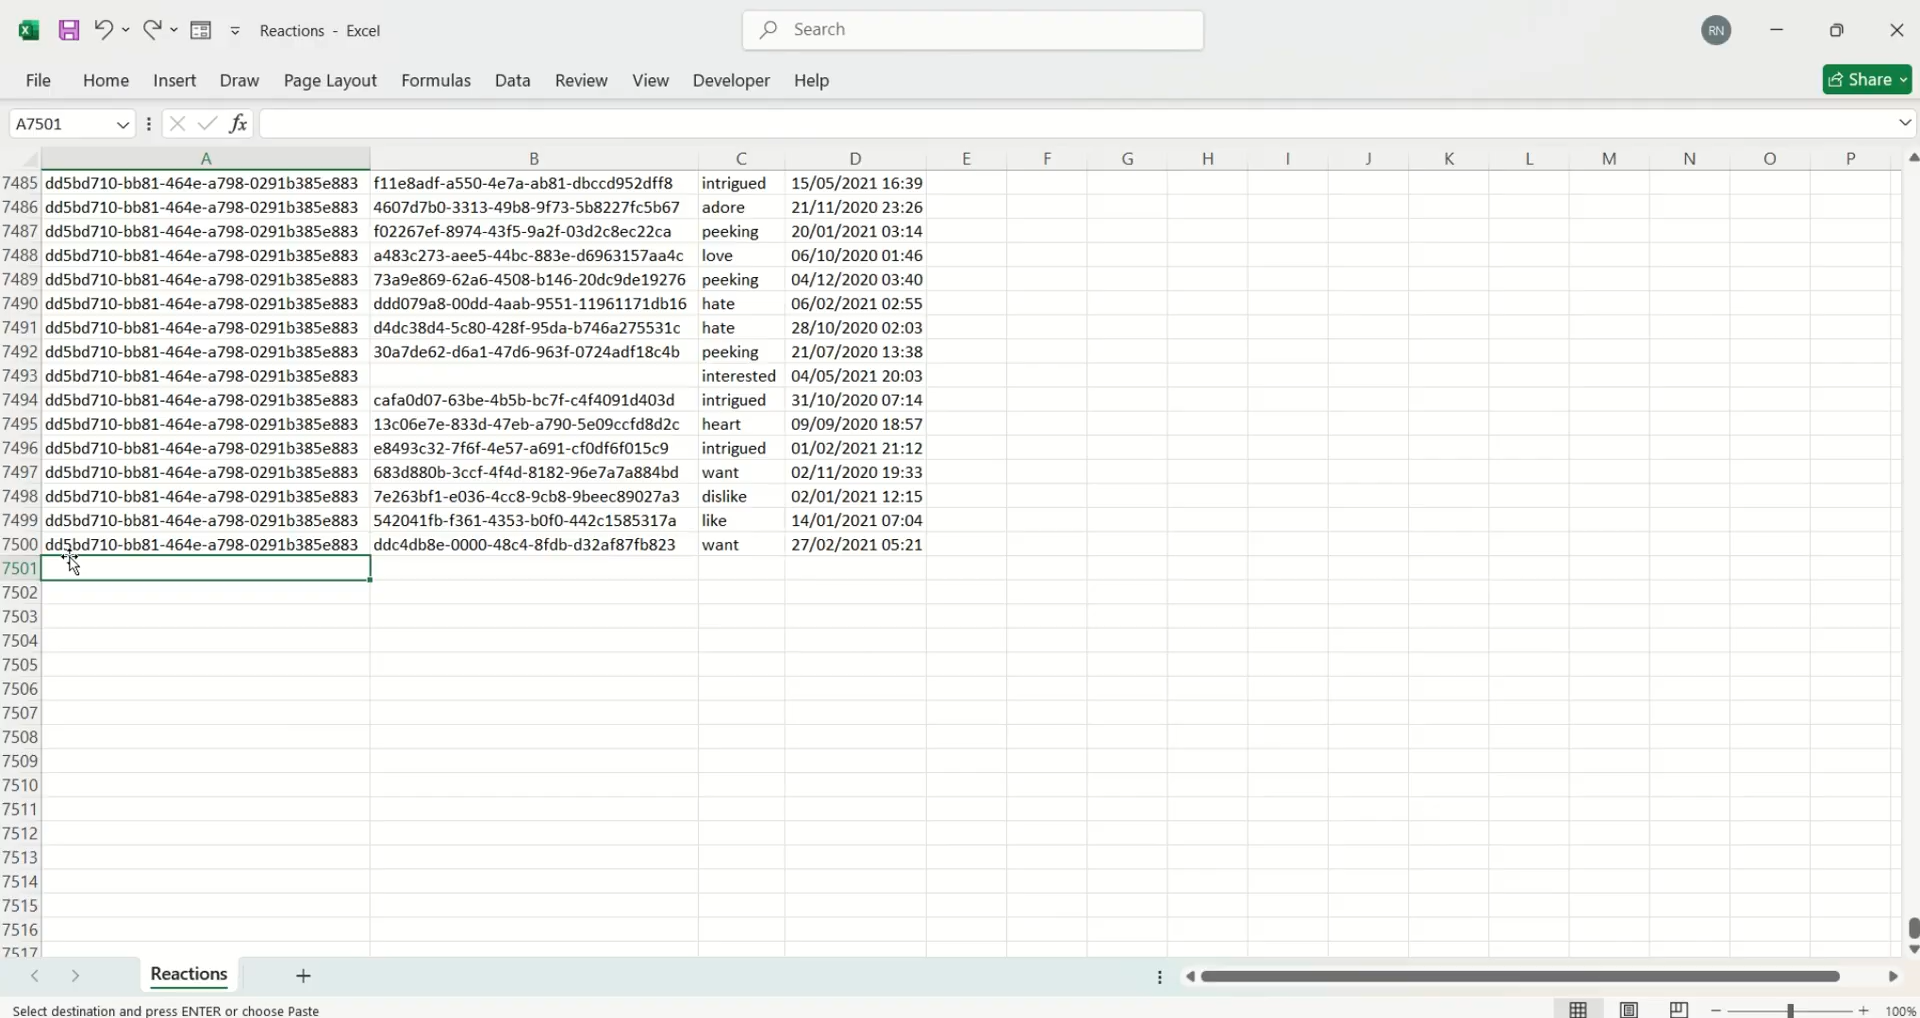 Reactions - Excel
Search
RN
File Home Insert Draw Page Layout Formulas Data Review View Developer Help
Share
A7501 fx
A B C D E F G H I J K L M N O P
7485 dd5bd710-bb81-464e-a798-0291b385e883 f11e8adf-a550-4e7a-ab81-dbccd952dff8 intrigued 15/05/2021 16:39
7486 dd5bd710-bb81-464e-a798-0291b385e883 4607d7b0-3313-49b8-9f73-5b8227fc5b67 adore 21/11/2020 23:26
7487 dd5bd710-bb81-464e-a798-0291b385e883 f02267ef-8974-43f5-9a2f-03d2c8ec22ca peeking 20/01/2021 03:14
7488 dd5bd710-bb81-464e-a798-0291b385e883 a483c273-aee5-44bc-883e-d6963157aa4c love 06/10/2020 01:46
7489 dd5bd710-bb81-464e-a798-0291b385e883 73a9e869-62a6-4508-b146-20dc9de19276 peeking 04/12/2020 03:40
7490 dd5bd710-bb81-464e-a798-0291b385e883 ddd079a8-00dd-4aab-9551-11961171db16 hate 06/02/2021 02:55
7491 dd5bd710-bb81-464e-a798-0291b385e883 d4dc38d4-5c80-428f-95da-b746a275531c hate 28/10/2020 02:03
7492 dd5bd710-bb81-464e-a798-0291b385e883 30a7de62-d6a1-47d6-963f-0724adf18c4b peeking 21/07/2020 13:38
7493 dd5bd710-bb81-464e-a798-0291b385e883 interested 04/05/2021 20:03
7494 dd5bd710-bb81-464e-a798-0291b385e883 cafa0d07-63be-4b5b-bc7f-c4f4091d403d intrigued 31/10/2020 07:14
7495 dd5bd710-bb81-464e-a798-0291b385e883 13c06e7e-833d-47eb-a790-5e09ccfd8d2c heart 09/09/2020 18:57
7496 dd5bd710-bb81-464e-a798-0291b385e883 e8493c32-7f6f-4e57-a691-cf0df6f015c9 intrigued 01/02/2021 21:12
7497 dd5bd710-bb81-464e-a798-0291b385e883 683d880b-3ccf-4f4d-8182-96e7a7a884bd want 02/11/2020 19:33
7498 dd5bd710-bb81-464e-a798-0291b385e883 7e263bf1-e036-4cc8-9cb8-9beec89027a3 dislike 02/01/2021 12:15
7499 dd5bd710-bb81-464e-a798-0291b385e883 542041fb-f361-4353-b0f0-442c1585317a like 14/01/2021 07:04
7500 dd5bd710-bb81-464e-a798-0291b385e883 ddc4db8e-0000-48c4-8fdb-d32af87fb823 want 27/02/2021 05:21
7501
7502
7503
7504
7505
7506
7507
7508
7509
7510
7511
7512
7513
7514
7515
7516
7517
Reactions
Select destination and press ENTER or choose Paste
100%